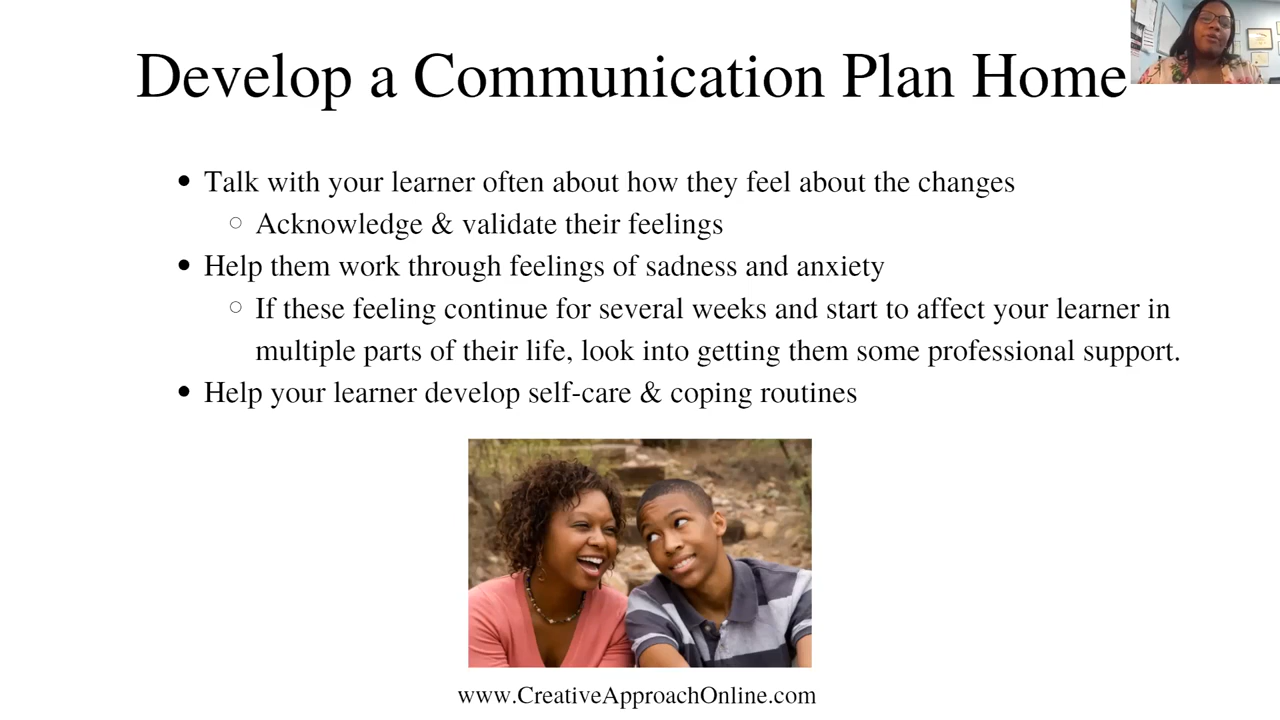 Develop a Communication Plan Home
• Talk with your learner often about how they feel about the changes
○ Acknowledge & validate their feelings
• Help them work through feelings of sadness and anxiety
○ If these feeling continue for several weeks and start to affect your learner in
multiple parts of their life, look into getting them some professional support.
• Help your learner develop self-care & coping routines
www.CreativeApproachOnline.com